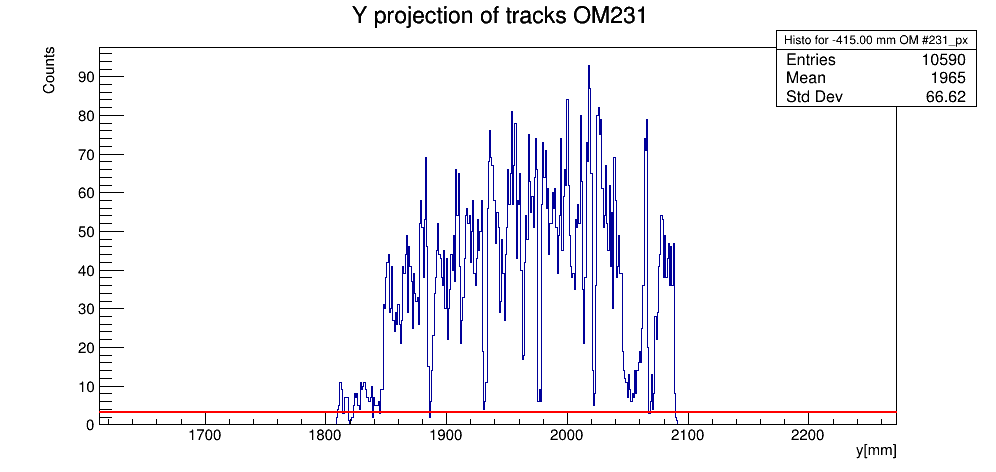 Y projection of tracks OM231
Histo for -415.00 mm OM #231_px
Entries 10590
Mean 1965
Std Dev 66.62
Counts
90
80
70
60
50
40
30
20
10
0
1700 1800 1900 2000 2100 2200
y[mm]